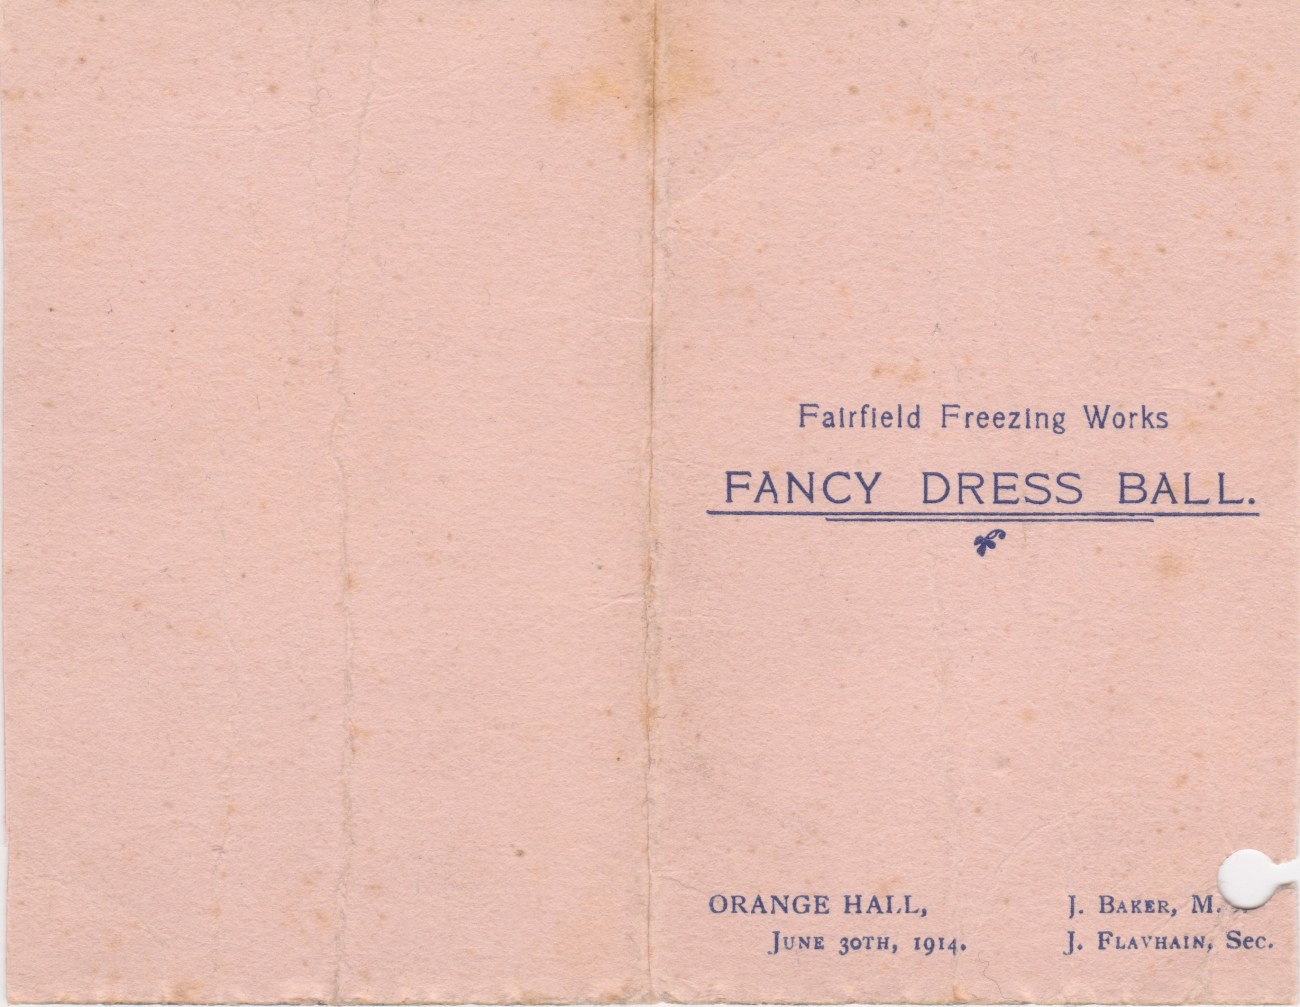 Fairfield Freezing Works
FANCY DRESS BALL.
ORANGE HALL,
June 30th, 1914.
J. Baker, M.
J. Flavhain, Sec.